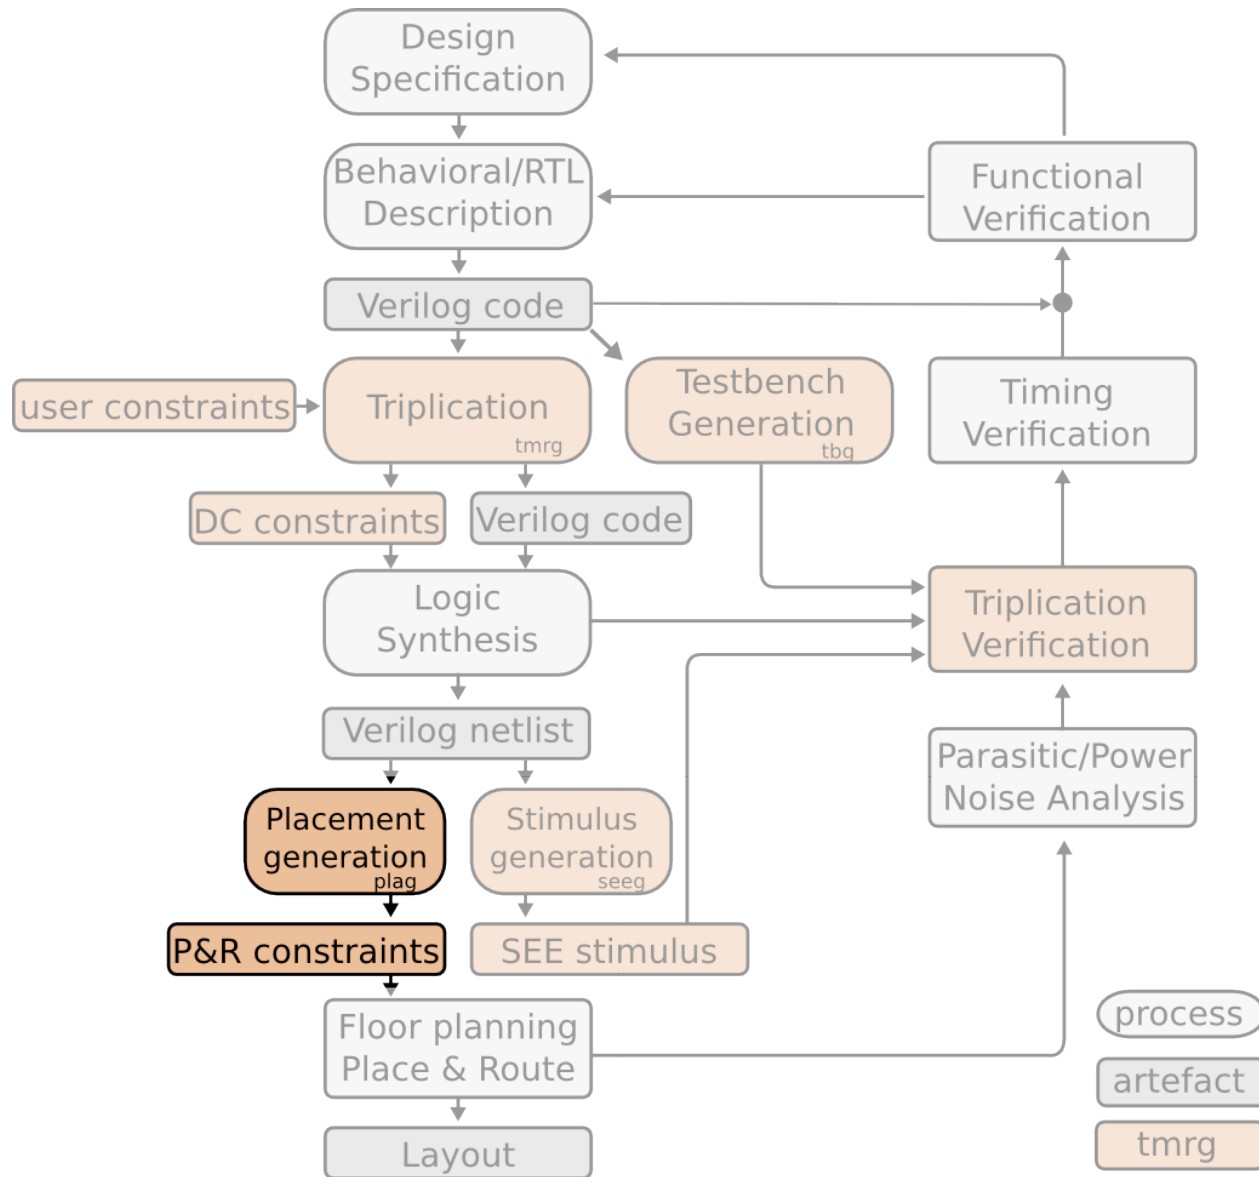 Design
Specification
Behavioral/RTL
Description
Functional
Verification
Verilog code
user constraints
Triplication
tmrg
Testbench
Generation
tbg
Timing
Verification
DC constraints
Verilog code
Logic
Synthesis
Triplication
Verification
Verilog netlist
Parasitic/Power
Noise Analysis
Placement
generation
plag
Stimulus
generation
seeg
P&R constraints
SEE stimulus
Floor planning
Place & Route
Layout
process
artefact
tmrg